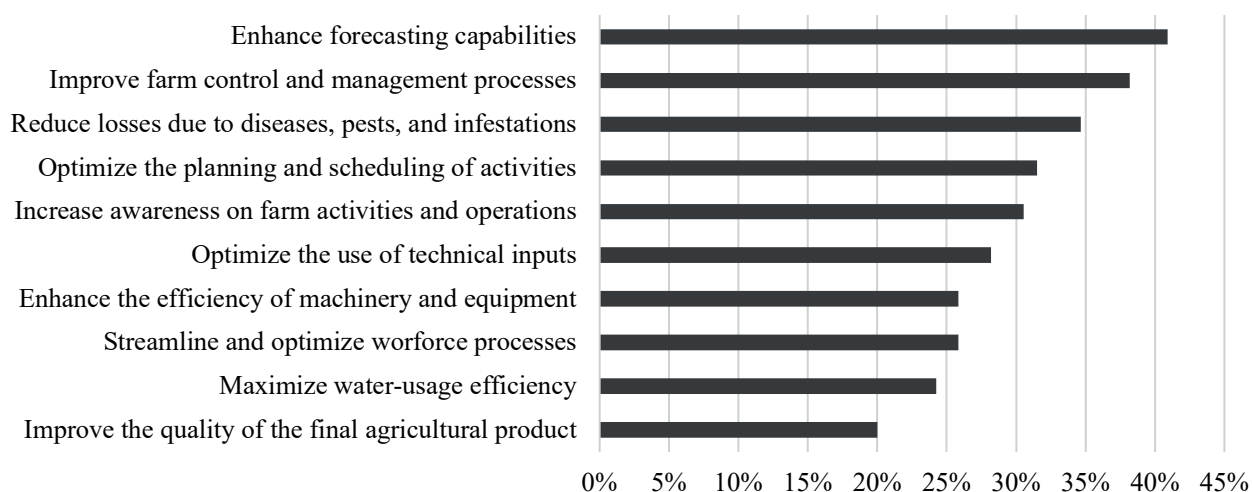 Enhance forecasting capabilities
Improve farm control and management processes
Reduce losses due to diseases, pests, and infestations
Optimize the planning and scheduling of activities
Increase awareness on farm activities and operations
Optimize the use of technical inputs
Enhance the efficiency of machinery and equipment
Streamline and optimize worforce processes
Maximize water-usage efficiency
Improve the quality of the final agricultural product
0% 5% 10% 15% 20% 25% 30% 35% 40% 45%